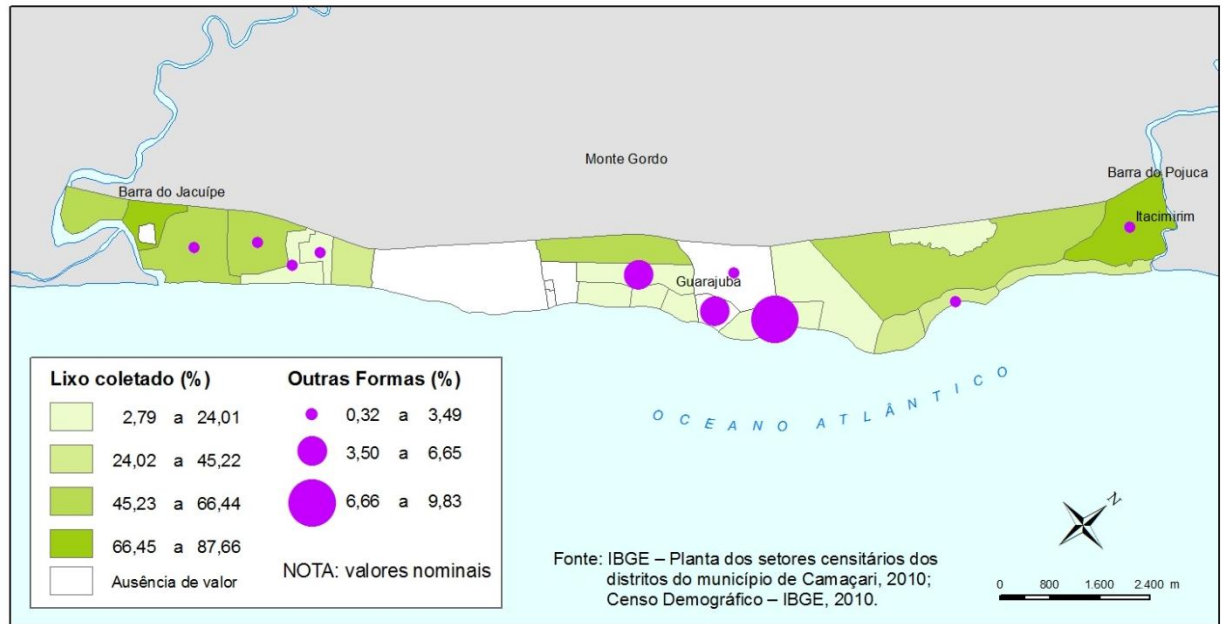 Monte Gordo
Barra do Jacuípe
Barra do Pojuca
Itacimirim
Guarajuba
OCEANO ATLÂNTICO
Lixo coletado (%)
2,79 a 24,01
24,02 a 45,22
45,23 a 66,44
66,45 a 87,66
Ausência de valor
Outras Formas (%)
0,32 a 3,49
3,50 a 6,65
6,66 a 9,83
NOTA: valores nominais
Fonte: IBGE – Planta dos setores censitários dos
distritos do município de Camaçari, 2010;
Censo Demográfico – IBGE, 2010.
N
0 800 1.600 2.400 m